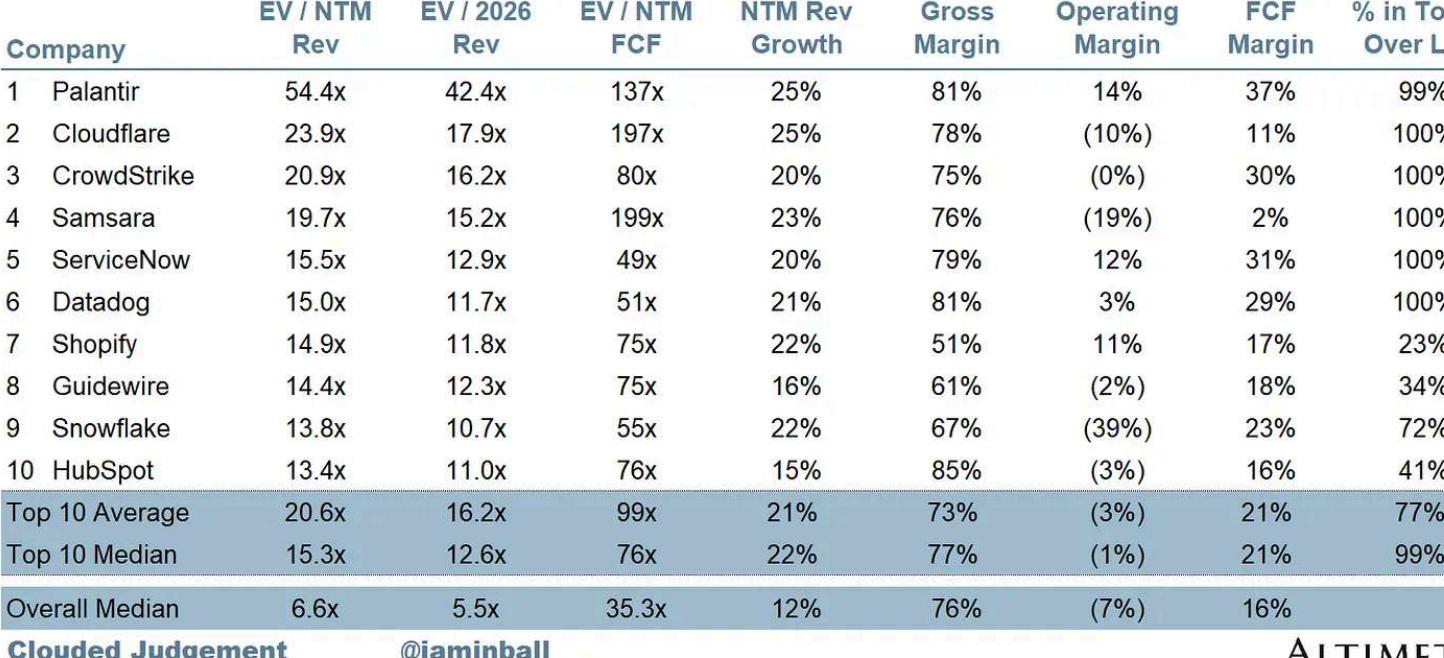 EV / NTM EV / 2026 EV / NTM NTM Rev Gross Operating FCF % in To
Company Rev Rev FCF Growth Margin Margin Margin Over L
1 Palantir 54.4x 42.4x 137x 25% 81% 14% 37% 99%
2 Cloudflare 23.9x 17.9x 197x 25% 78% (10%) 11% 100%
3 CrowdStrike 20.9x 16.2x 80x 20% 75% (0%) 30% 100%
4 Samsara 19.7x 15.2x 199x 23% 76% (19%) 2% 100%
5 ServiceNow 15.5x 12.9x 49x 20% 79% 12% 31% 100%
6 Datadog 15.0x 11.7x 51x 21% 81% 3% 29% 100%
7 Shopify 14.9x 11.8x 75x 22% 51% 11% 17% 23%
8 Guidewire 14.4x 12.3x 75x 16% 61% (2%) 18% 34%
9 Snowflake 13.8x 10.7x 55x 22% 67% (39%) 23% 72%
10 HubSpot 13.4x 11.0x 76x 15% 85% (3%) 16% 41%
Top 10 Average 20.6x 16.2x 99x 21% 73% (3%) 21% 77%
Top 10 Median 15.3x 12.6x 76x 22% 77% (1%) 21% 99%
Overall Median 6.6x 5.5x 35.3x 12% 76% (7%) 16%
Clouded Judgement @jaminball ALTIMET